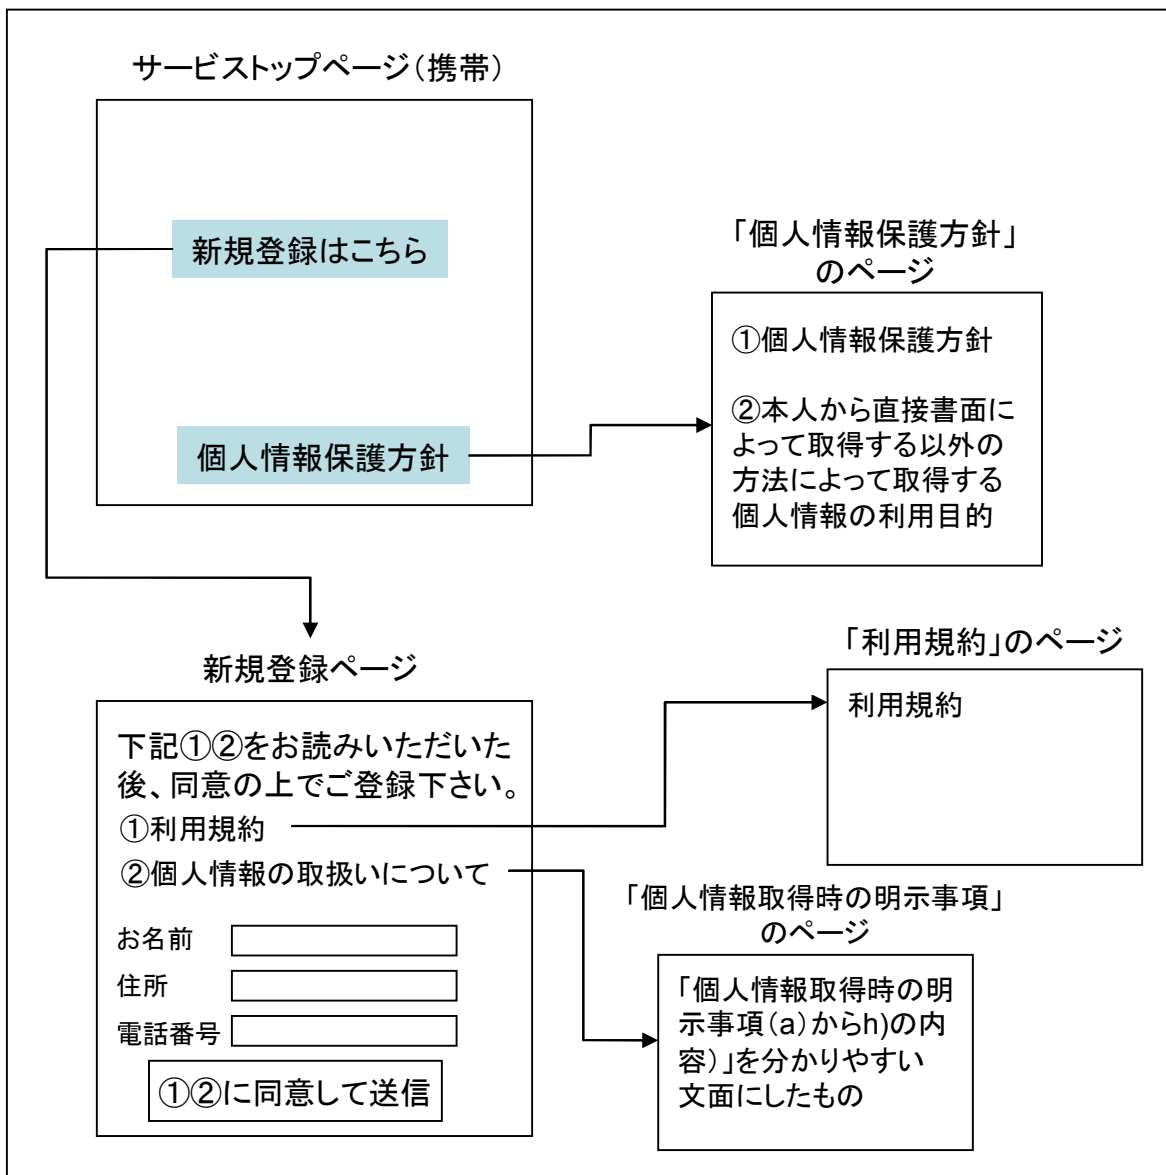 サービストップページ（携帯）
新規登録はこちら
個人情報保護方針
「個人情報保護方針」
のページ
①個人情報保護方針
②本人から直接書面に
よって取得する以外の
方法によって取得する
個人情報の利用目的
新規登録ページ
下記①②をお読みいただいた
後、同意の上でご登録下さい。
①利用規約
②個人情報の取扱いについて
お名前
住所
電話番号
①②に同意して送信
「利用規約」のページ
利用規約
「個人情報取得時の明示事項」
のページ
「個人情報取得時の明
示事項（a）からh)の内
容）」を分かりやすい
文面にしたもの